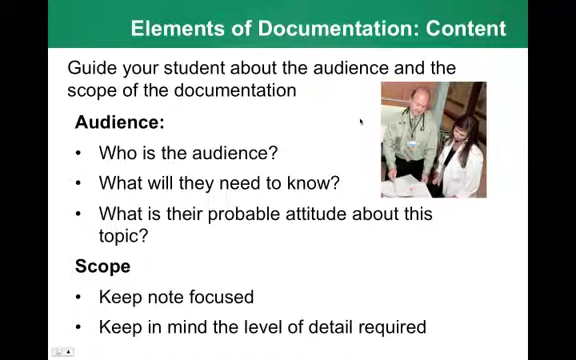 Elements of Documentation: Content
Guide your student about the audience and the
scope of the documentation
Audience:
• Who is the audience?
• What will they need to know?
• What is their probable attitude about this
topic?
Scope
• Keep note focused
• Keep in mind the level of detail required